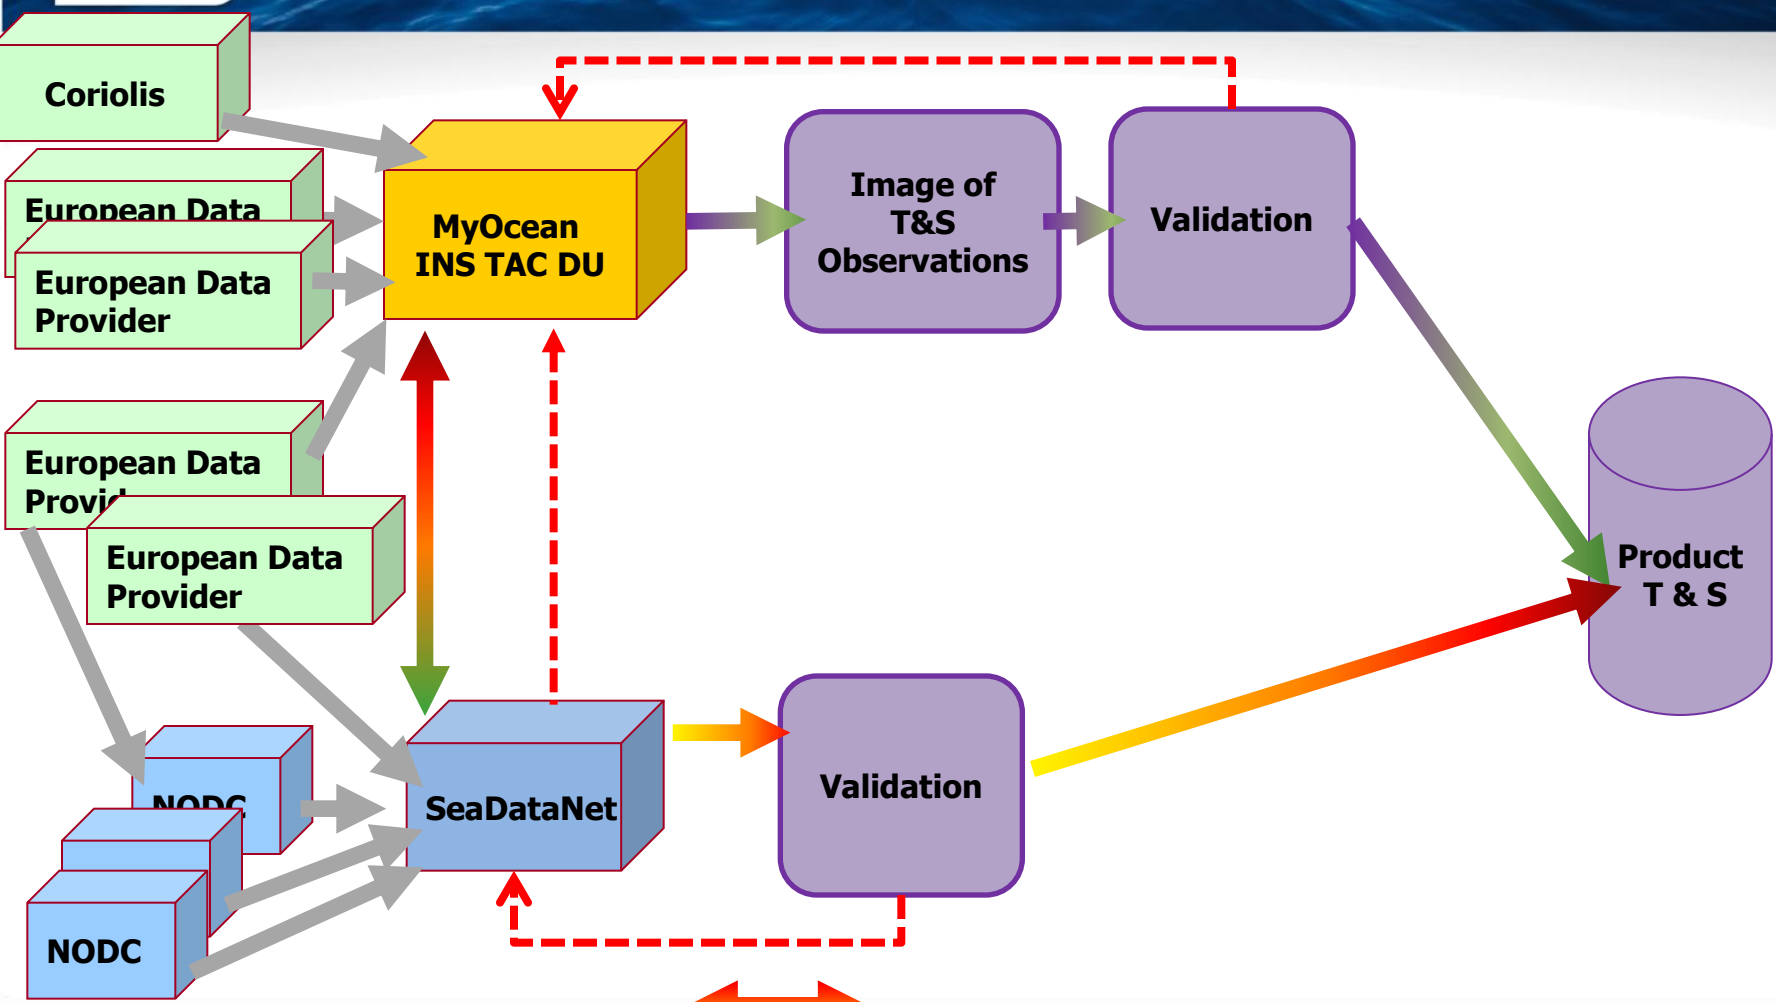 Coriolis
European Data
European Data
Provider
MyOcean
INS TAC DU
Image of
T&S
Observations
Validation
European Data
European Data
Provider
Product
T & S
NODC
SeaDataNet
Validation
NODC